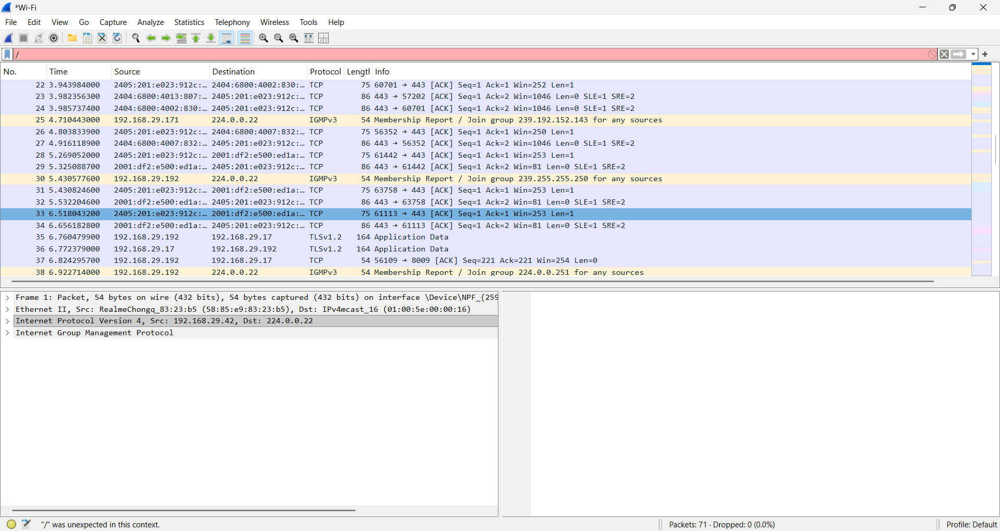 *Wi-Fi
File Edit View Go Capture Analyze Statistics Telephony Wireless Tools Help
/
No. Time Source Destination Protocol Length Info
22 3.943984000 2405:201:e023:912c:… 2404:6800:4002:830:… TCP 75 60701 → 443 [ACK] Seq=1 Ack=1 Win=252 Len=1
23 3.982356300 2404:6800:4013:807:… 2405:201:e023:912c:… TCP 86 443 → 57202 [ACK] Seq=1 Ack=2 Win=1046 Len=0 SLE=1 SRE=2
24 3.985737400 2404:6800:4002:830:… 2405:201:e023:912c:… TCP 86 443 → 60701 [ACK] Seq=1 Ack=2 Win=1046 Len=0 SLE=1 SRE=2
25 4.710443000 192.168.29.171 224.0.0.22 IGMPv3 54 Membership Report / Join group 239.192.152.143 for any sources
26 4.803833900 2405:201:e023:912c:… 2404:6800:4007:832:… TCP 75 56352 → 443 [ACK] Seq=1 Ack=1 Win=250 Len=1
27 4.916118900 2404:6800:4007:832:… 2405:201:e023:912c:… TCP 86 443 → 56352 [ACK] Seq=1 Ack=2 Win=1046 Len=0 SLE=1 SRE=2
28 5.269052000 2405:201:e023:912c:… 2001:df2:e500:ed1a:… TCP 75 61442 → 443 [ACK] Seq=1 Ack=1 Win=253 Len=1
29 5.325088700 2001:df2:e500:ed1a:… 2405:201:e023:912c:… TCP 86 443 → 61442 [ACK] Seq=1 Ack=2 Win=81 Len=0 SLE=1 SRE=2
30 5.430577600 192.168.29.192 224.0.0.22 IGMPv3 54 Membership Report / Join group 239.255.255.250 for any sources
31 5.430824600 2405:201:e023:912c:… 2001:df2:e500:ed1a:… TCP 75 63758 → 443 [ACK] Seq=1 Ack=1 Win=253 Len=1
32 5.532204600 2001:df2:e500:ed1a:… 2405:201:e023:912c:… TCP 86 443 → 63758 [ACK] Seq=1 Ack=2 Win=81 Len=0 SLE=1 SRE=2
33 6.518043200 2405:201:e023:912c:… 2001:df2:e500:ed1a:… TCP 75 61113 → 443 [ACK] Seq=1 Ack=1 Win=253 Len=1
34 6.656182800 2001:df2:e500:ed1a:… 2405:201:e023:912c:… TCP 86 443 → 61113 [ACK] Seq=1 Ack=2 Win=81 Len=0 SLE=1 SRE=2
35 6.760479900 192.168.29.192 192.168.29.17 TLSv1.2 164 Application Data
36 6.772379000 192.168.29.17 192.168.29.192 TLSv1.2 164 Application Data
37 6.824295700 192.168.29.192 192.168.29.17 TCP 54 56109 → 8009 [ACK] Seq=221 Ack=221 Win=254 Len=0
38 6.922714000 192.168.29.192 224.0.0.22 IGMPv3 54 Membership Report / Join group 224.0.0.251 for any sources
Frame 1: Packet, 54 bytes on wire (432 bits), 54 bytes captured (432 bits) on interface \Device\NPF_{259
Ethernet II, Src: RealmeChongq_83:23:b5 (58:85:e9:83:23:b5), Dst: IPv4mcast_16 (01:00:5e:00:00:16)
Internet Protocol Version 4, Src: 192.168.29.42, Dst: 224.0.0.22
Internet Group Management Protocol
"/" was unexpected in this context. Packets: 71 · Dropped: 0 (0.0%) Profile: Default